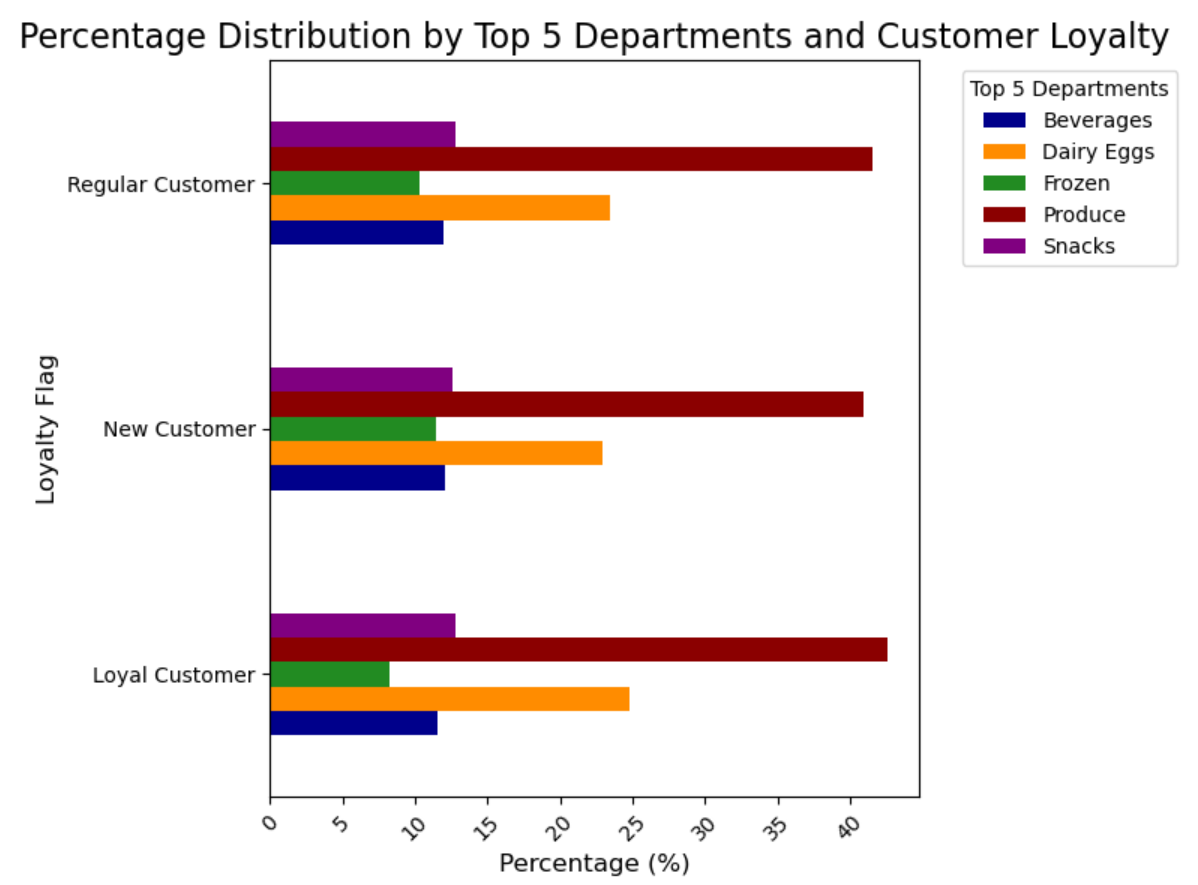 Percentage Distribution by Top 5 Departments and Customer Loyalty
Top 5 Departments
Beverages
Dairy Eggs
Frozen
Produce
Snacks
Loyalty Flag
Regular Customer
New Customer
Loyal Customer
0 5 10 15 20 25 30 35 40
Percentage (%)